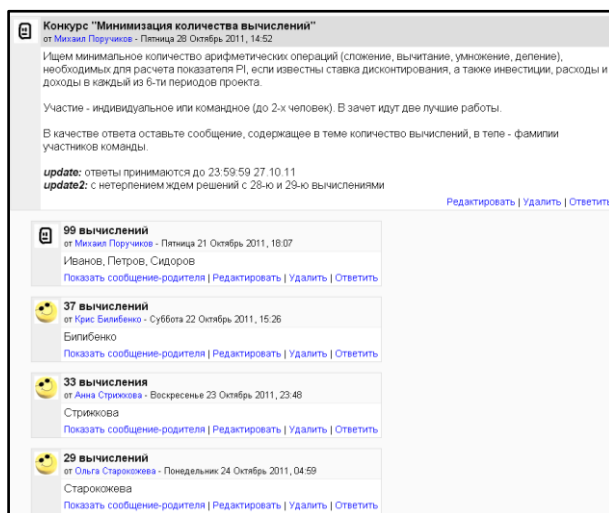 Конкурс "Минимизация количества вычислений"
от Михаил Поручиков - Пятница 28 Октябрь 2011, 14:52
Ищем минимальное количество арифметических операций (сложение, вычитание, умножение, деление),
необходимых для расчета показателя PI, если известны ставка дисконтирования, а также инвестиции, расходы и
доходы в каждый из 6-ти периодов проекта.
Участие - индивидуальное или командное (до 2-х человек). В зачет идут две лучшие работы.
В качестве ответа оставьте сообщение, содержащее в теме количество вычислений, в теле - фамилии
участников команды.
update: ответы принимаются до 23:59:59 27.10.11
update2: с нетерпением ждем решений с 28-ю и 29-ю вычислениями
Редактировать | Удалить | Ответить
99 вычислений
от Михаил Поручиков - Пятница 21 Октябрь 2011, 18:07
Иванов, Петров, Сидоров
Показать сообщение-родителя | Редактировать | Удалить | Ответить
37 вычислений
от Крис Билибенко - Суббота 22 Октябрь 2011, 15:26
Билибенко
Показать сообщение-родителя | Редактировать | Удалить | Ответить
33 вычисления
от Анна Стрижкова - Воскресенье 23 Октябрь 2011, 23:48
Стрижкова
Показать сообщение-родителя | Редактировать | Удалить | Ответить
29 вычислений
от Ольга Старокожева - Понедельник 24 Октябрь 2011, 04:59
Старокожева
Показать сообщение-родителя | Редактировать | Удалить | Ответить